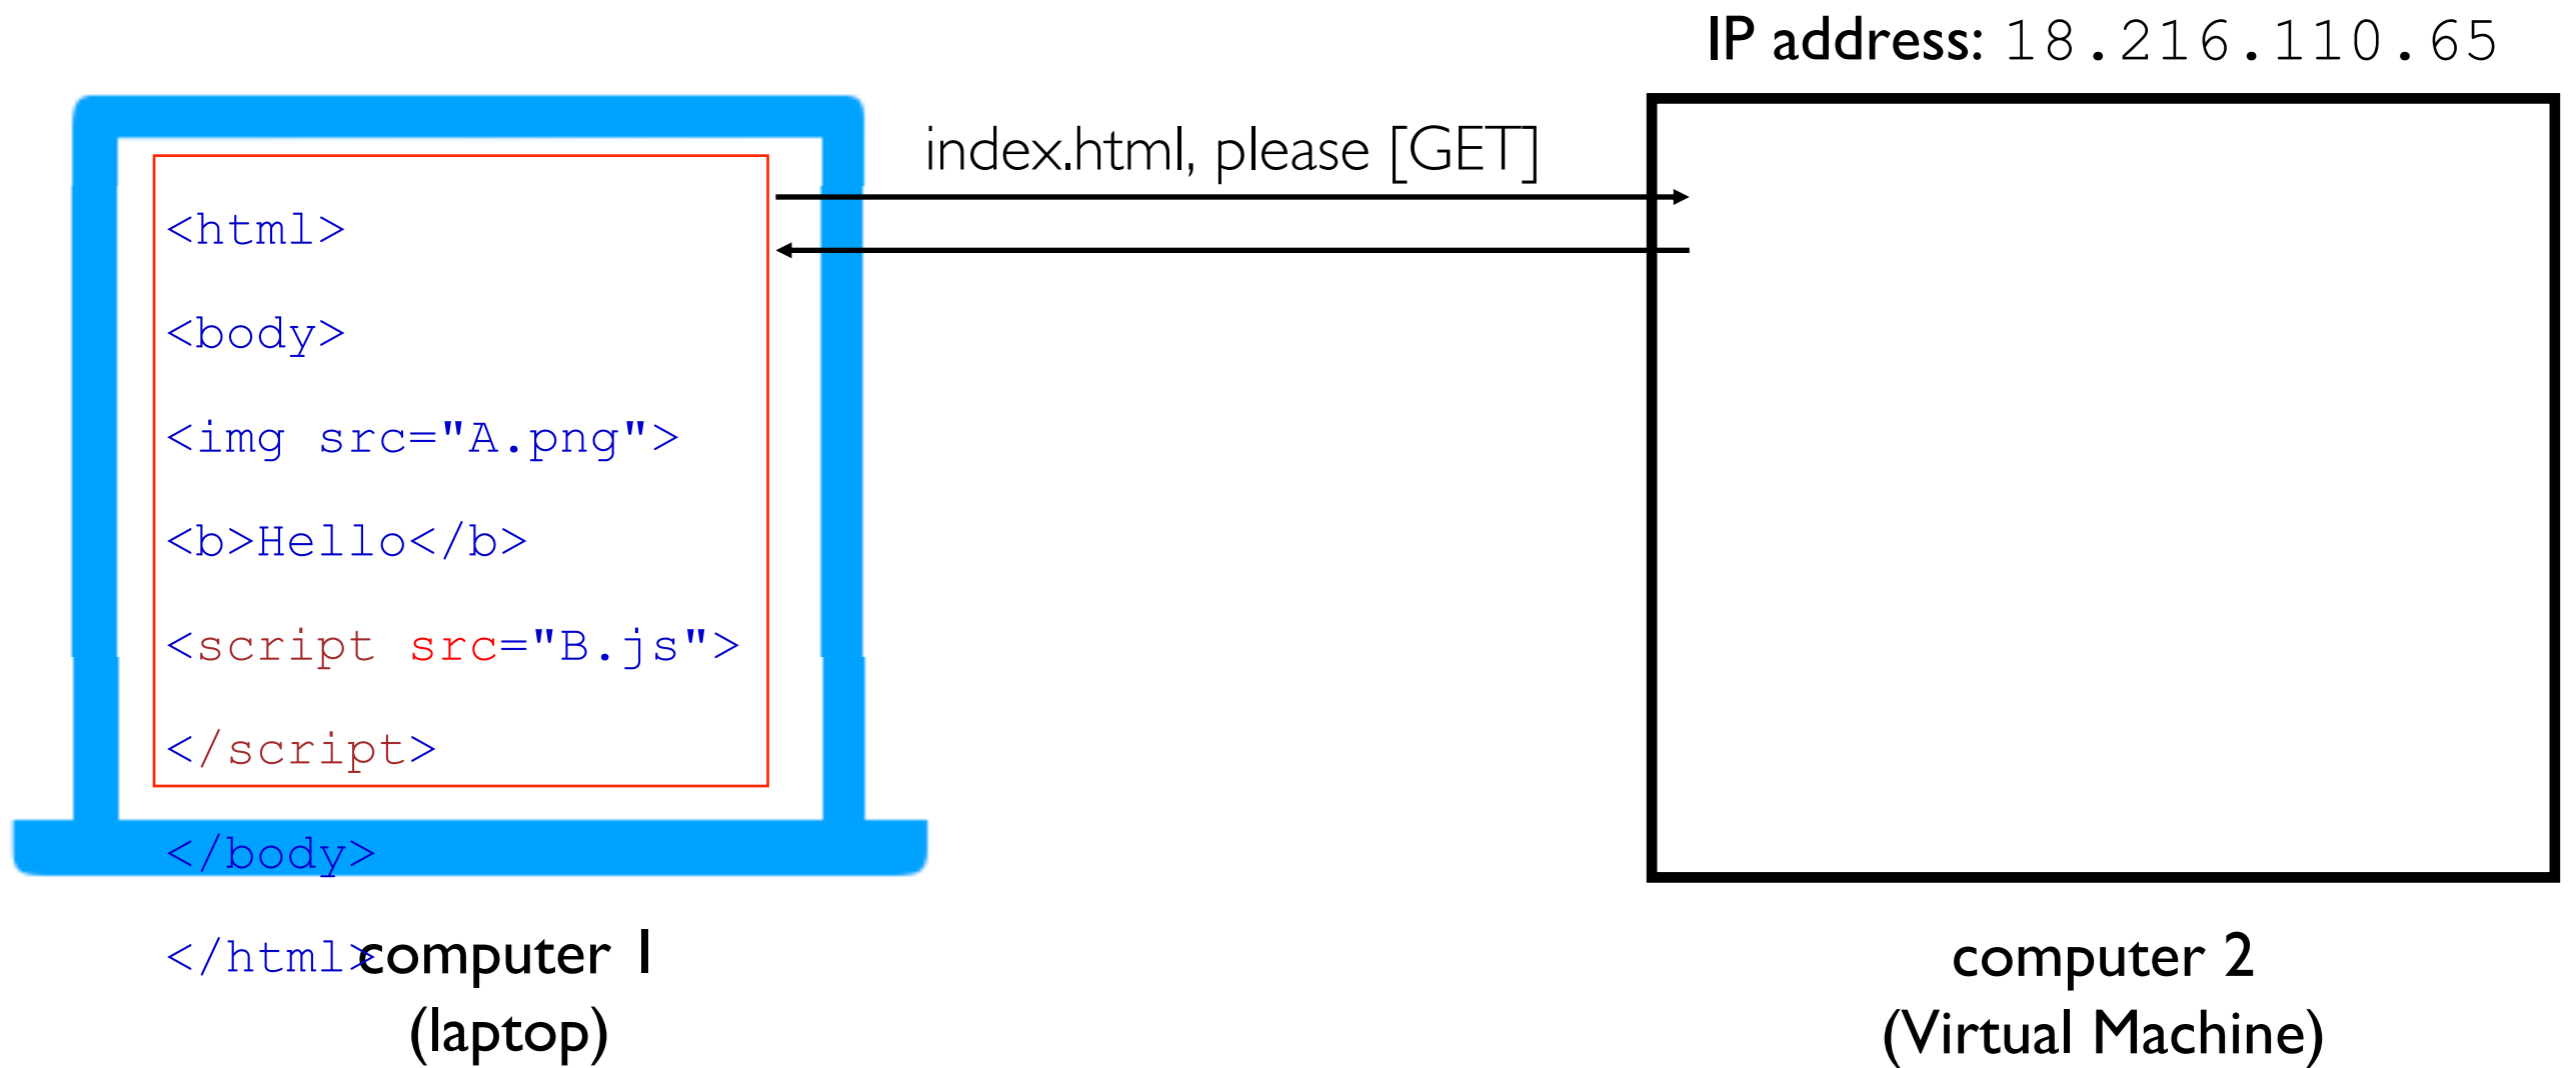 IP address: 18.216.110.65
index.html, please [GET]
<html>
<body>
<img src="A.png">
<b>Hello</b>
<script src="B.js">
</script>
</body>
</html>
computer 1
(laptop)
computer 2
(Virtual Machine)